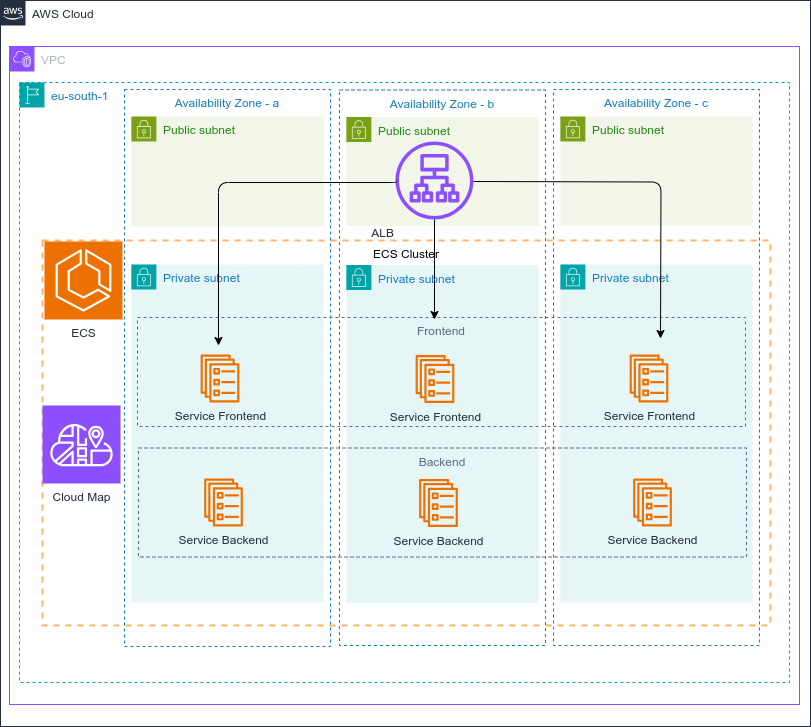 aws
AWS Cloud
VPC
eu-south-1
Availability Zone - a
Availability Zone - b
Availability Zone - c
Public subnet
Public subnet
Public subnet
ALB
ECS Cluster
Private subnet
Private subnet
Private subnet
ECS
Frontend
Service Frontend
Service Frontend
Service Frontend
Cloud Map
Backend
Service Backend
Service Backend
Service Backend